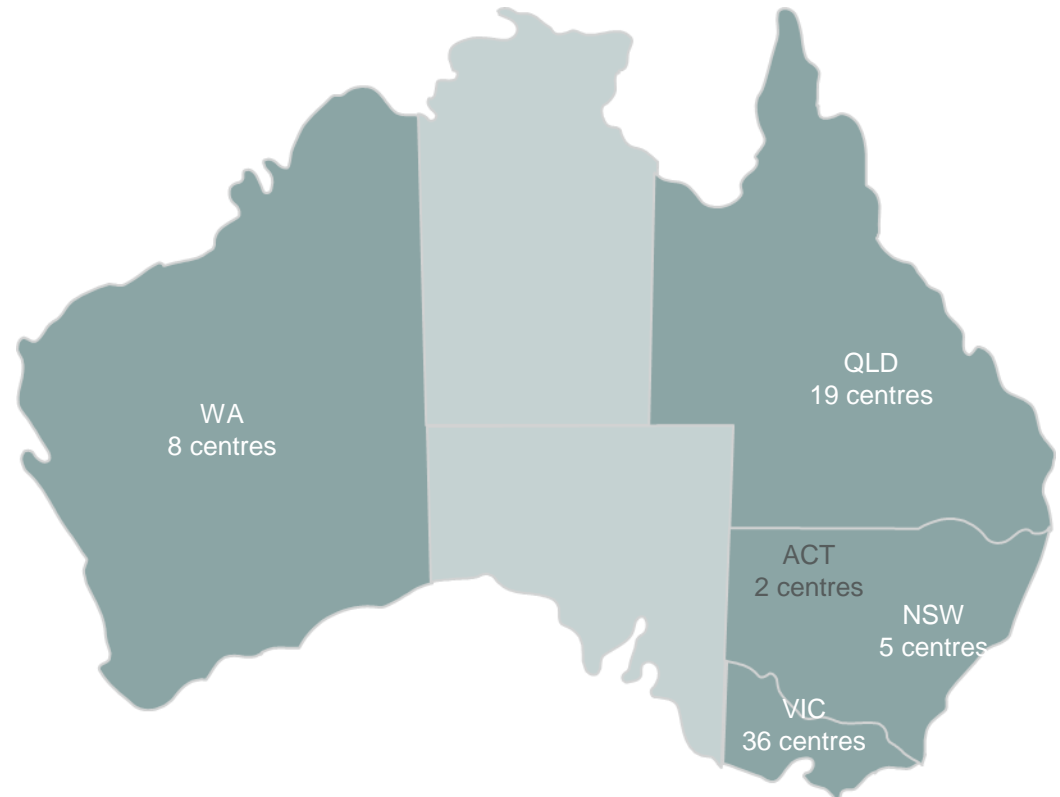 QLD
19 centres
WA
8 centres
ACT
2 centres
NSW
5 centres
VIC
36 centres